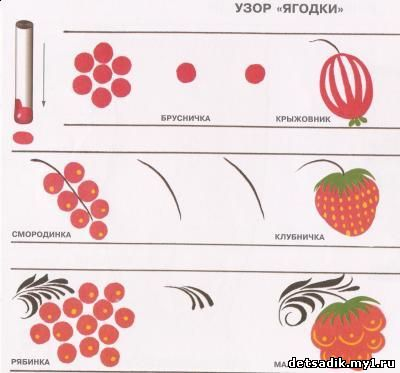 УЗОР «ЯГОДКИ»
БРУСНИЧКА
КРЫЖОВНИК
СМОРОДИНКА
КЛУБНИЧКА
РЯБИНКА
detsadik.my1.ru